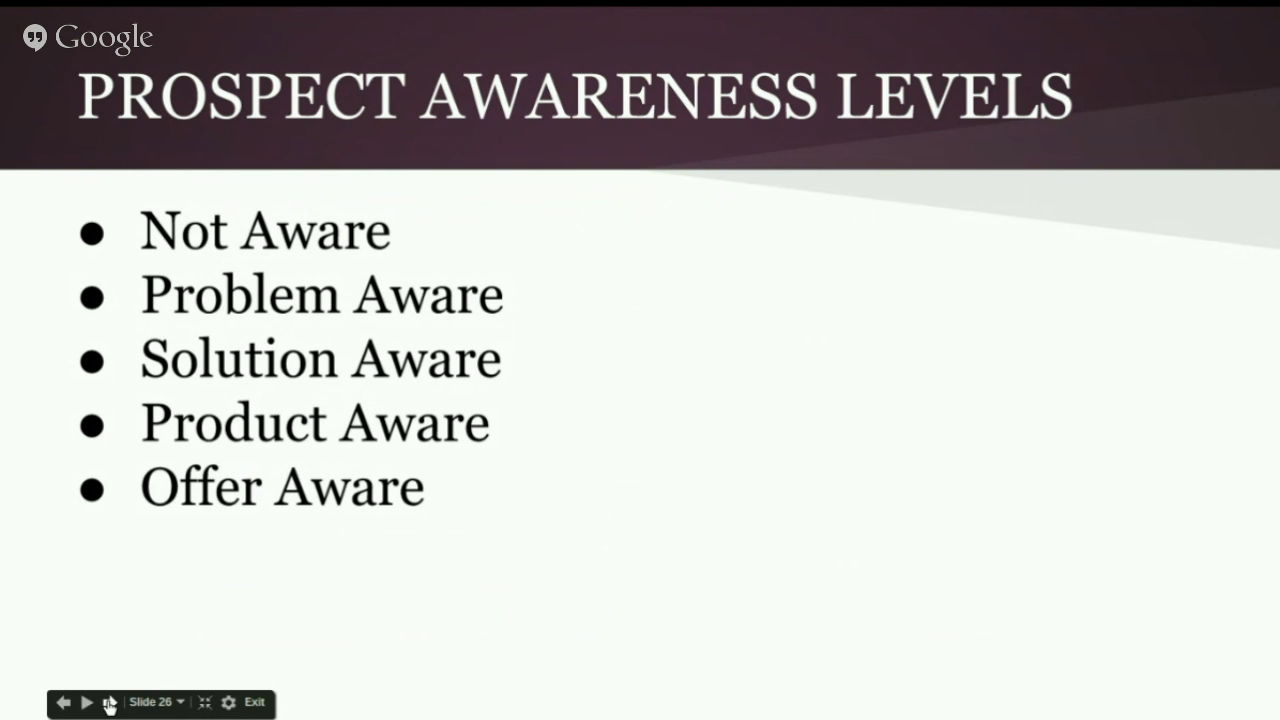 Google
PROSPECT AWARENESS LEVELS
● Not Aware
● Problem Aware
● Solution Aware
● Product Aware
● Offer Aware
Slide 26 Exit